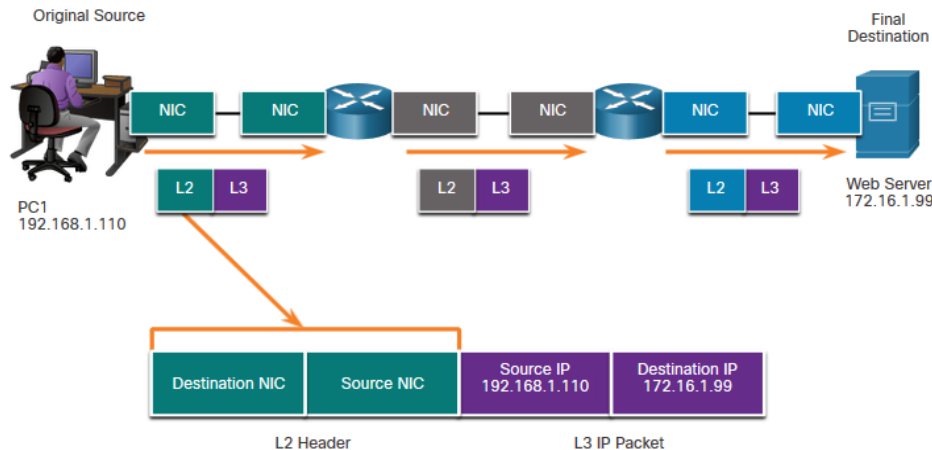 Original Source
Final
Destination
NIC
NIC
NIC
NIC
NIC
NIC
L2
L3
L2
L3
L2
L3
PC1
192.168.1.110
Web Server
172.16.1.99
Destination NIC
Source NIC
Source IP
192.168.1.110
Destination IP
172.16.1.99
L2 Header
L3 IP Packet